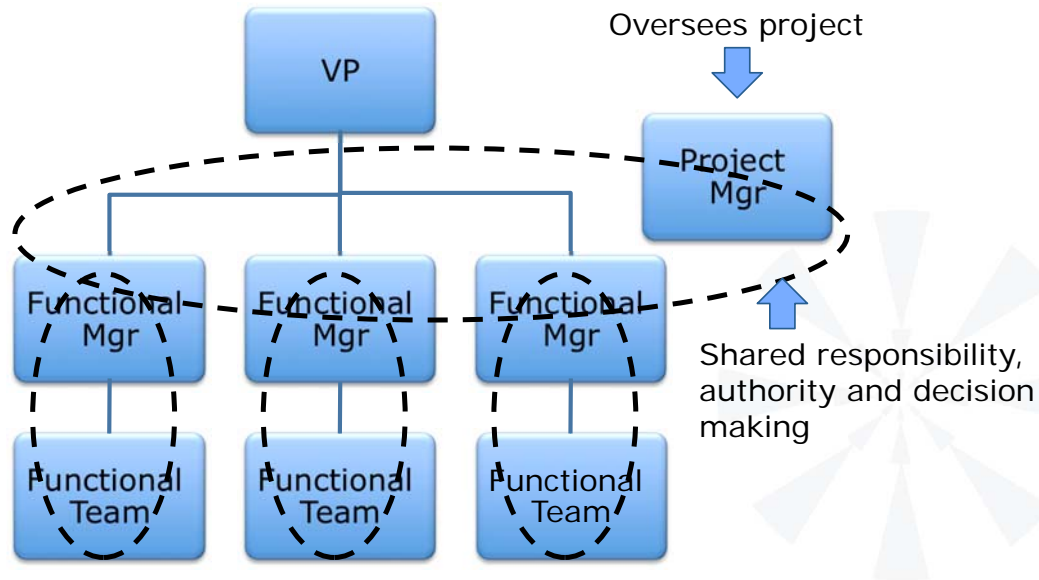 Oversees project
VP
Project
Mgr
Functional
Mgr
Functional
Mgr
Functional
Mgr
Shared responsibility,
authority and decision
making
Functional
Team
Functional
Team
Functional
Team